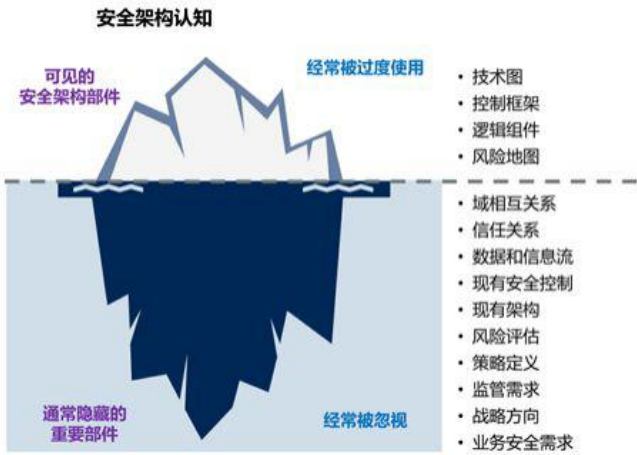 安全架构认知
可见的
安全架构部件
经常被过度使用
• 技术图
• 控制框架
• 逻辑组件
• 风险地图
• 域相互关系
• 信任关系
• 数据和信息流
• 现有安全控制
• 现有架构
• 风险评估
• 策略定义
• 监管需求
• 战略方向
• 业务安全需求
通常隐藏的
重要部件
经常被忽视